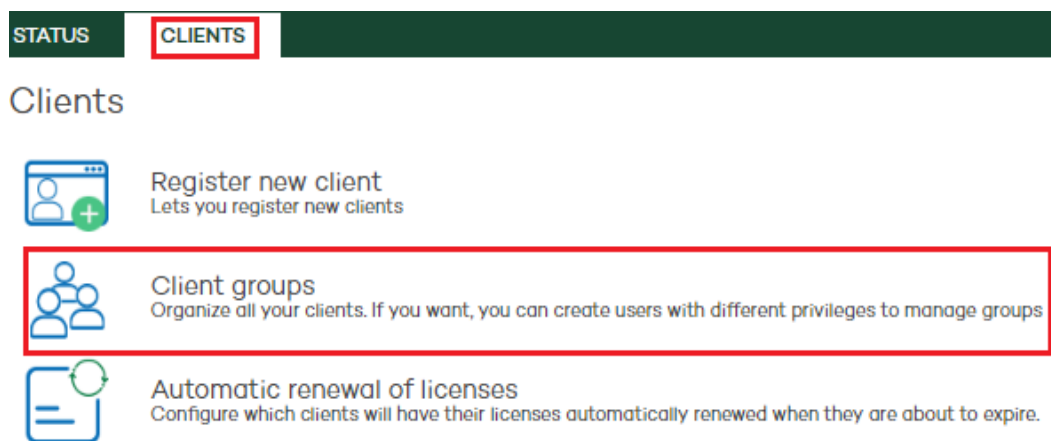 STATUS CLIENTS
Clients
Register new client
Lets you register new clients
Client groups
Organize all your clients. If you want, you can create users with different privileges to manage groups
Automatic renewal of licenses
Configure which clients will have their licenses automatically renewed when they are about to expire.